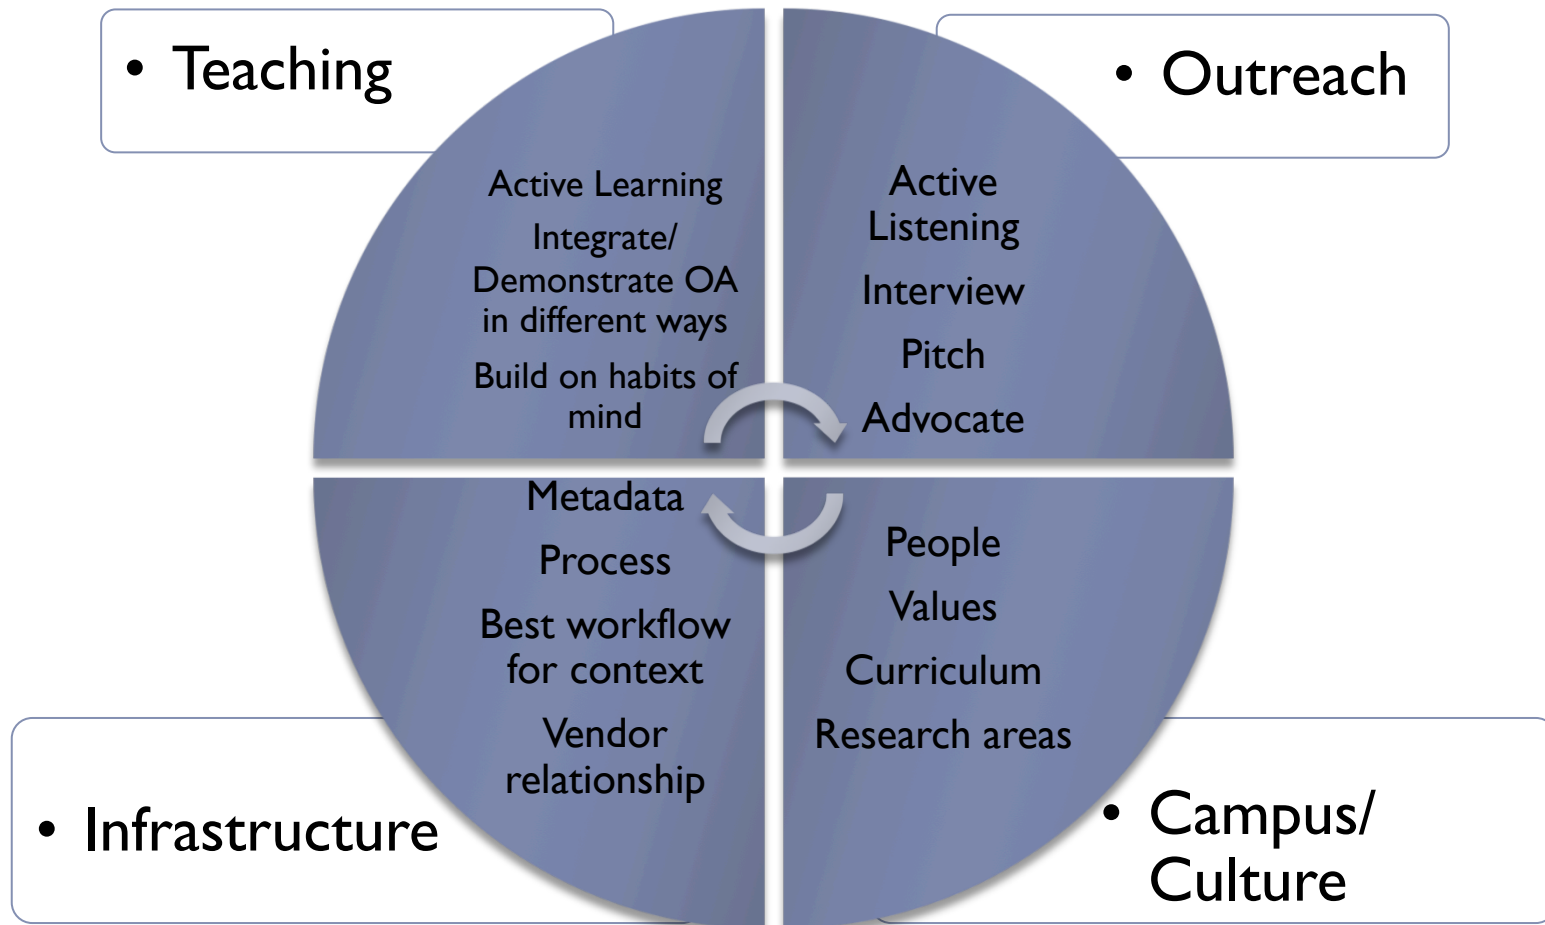 • Teaching
Active Learning
Integrate/
Demonstrate OA
in different ways
Build on habits of
mind
• Outreach
Active
Listening
Interview
Pitch
Advocate
Metadata
Process
Best workflow
for context
Vendor
relationship
• Infrastructure
People
Values
Curriculum
Research areas
• Campus/
Culture